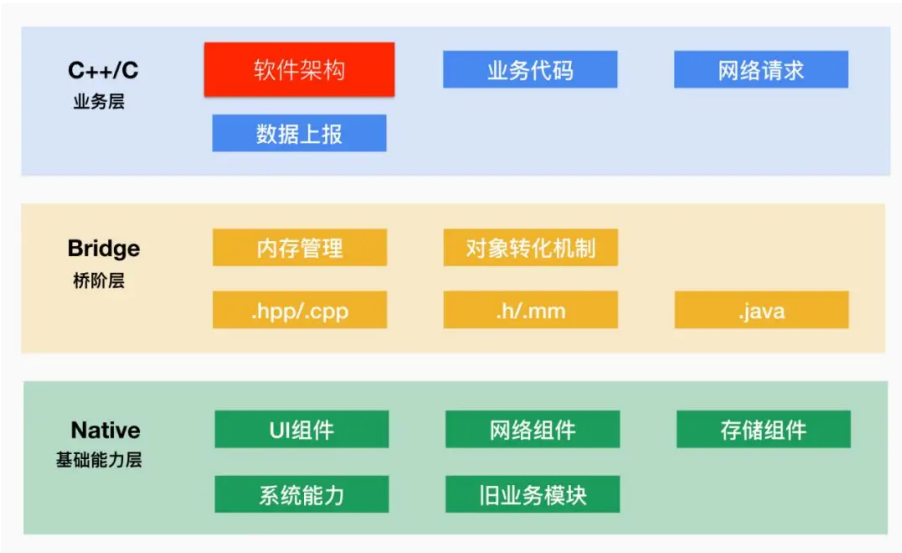 C++/C
业务层
软件架构
业务代码
网络请求
数据上报
Bridge
桥阶层
内存管理
对象转化机制
.hpp/.cpp
.h/.mm
.java
Native
基础能力层
UI组件
网络组件
存储组件
系统能力
旧业务模块